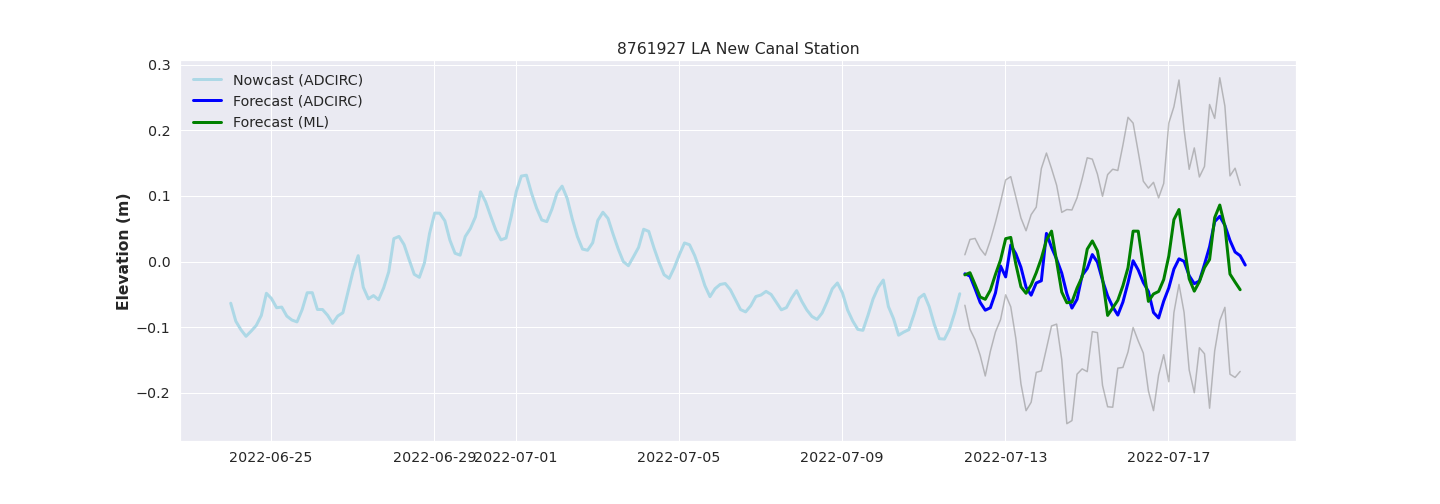 8761927 LA New Canal Station
Nowcast (ADCIRC)
Forecast (ADCIRC)
Forecast (ML)
Elevation (m)
0.3
0.2
0.1
0.0
−0.1
−0.2
2022-06-25 2022-06-29 2022-07-01 2022-07-05 2022-07-09 2022-07-13 2022-07-17